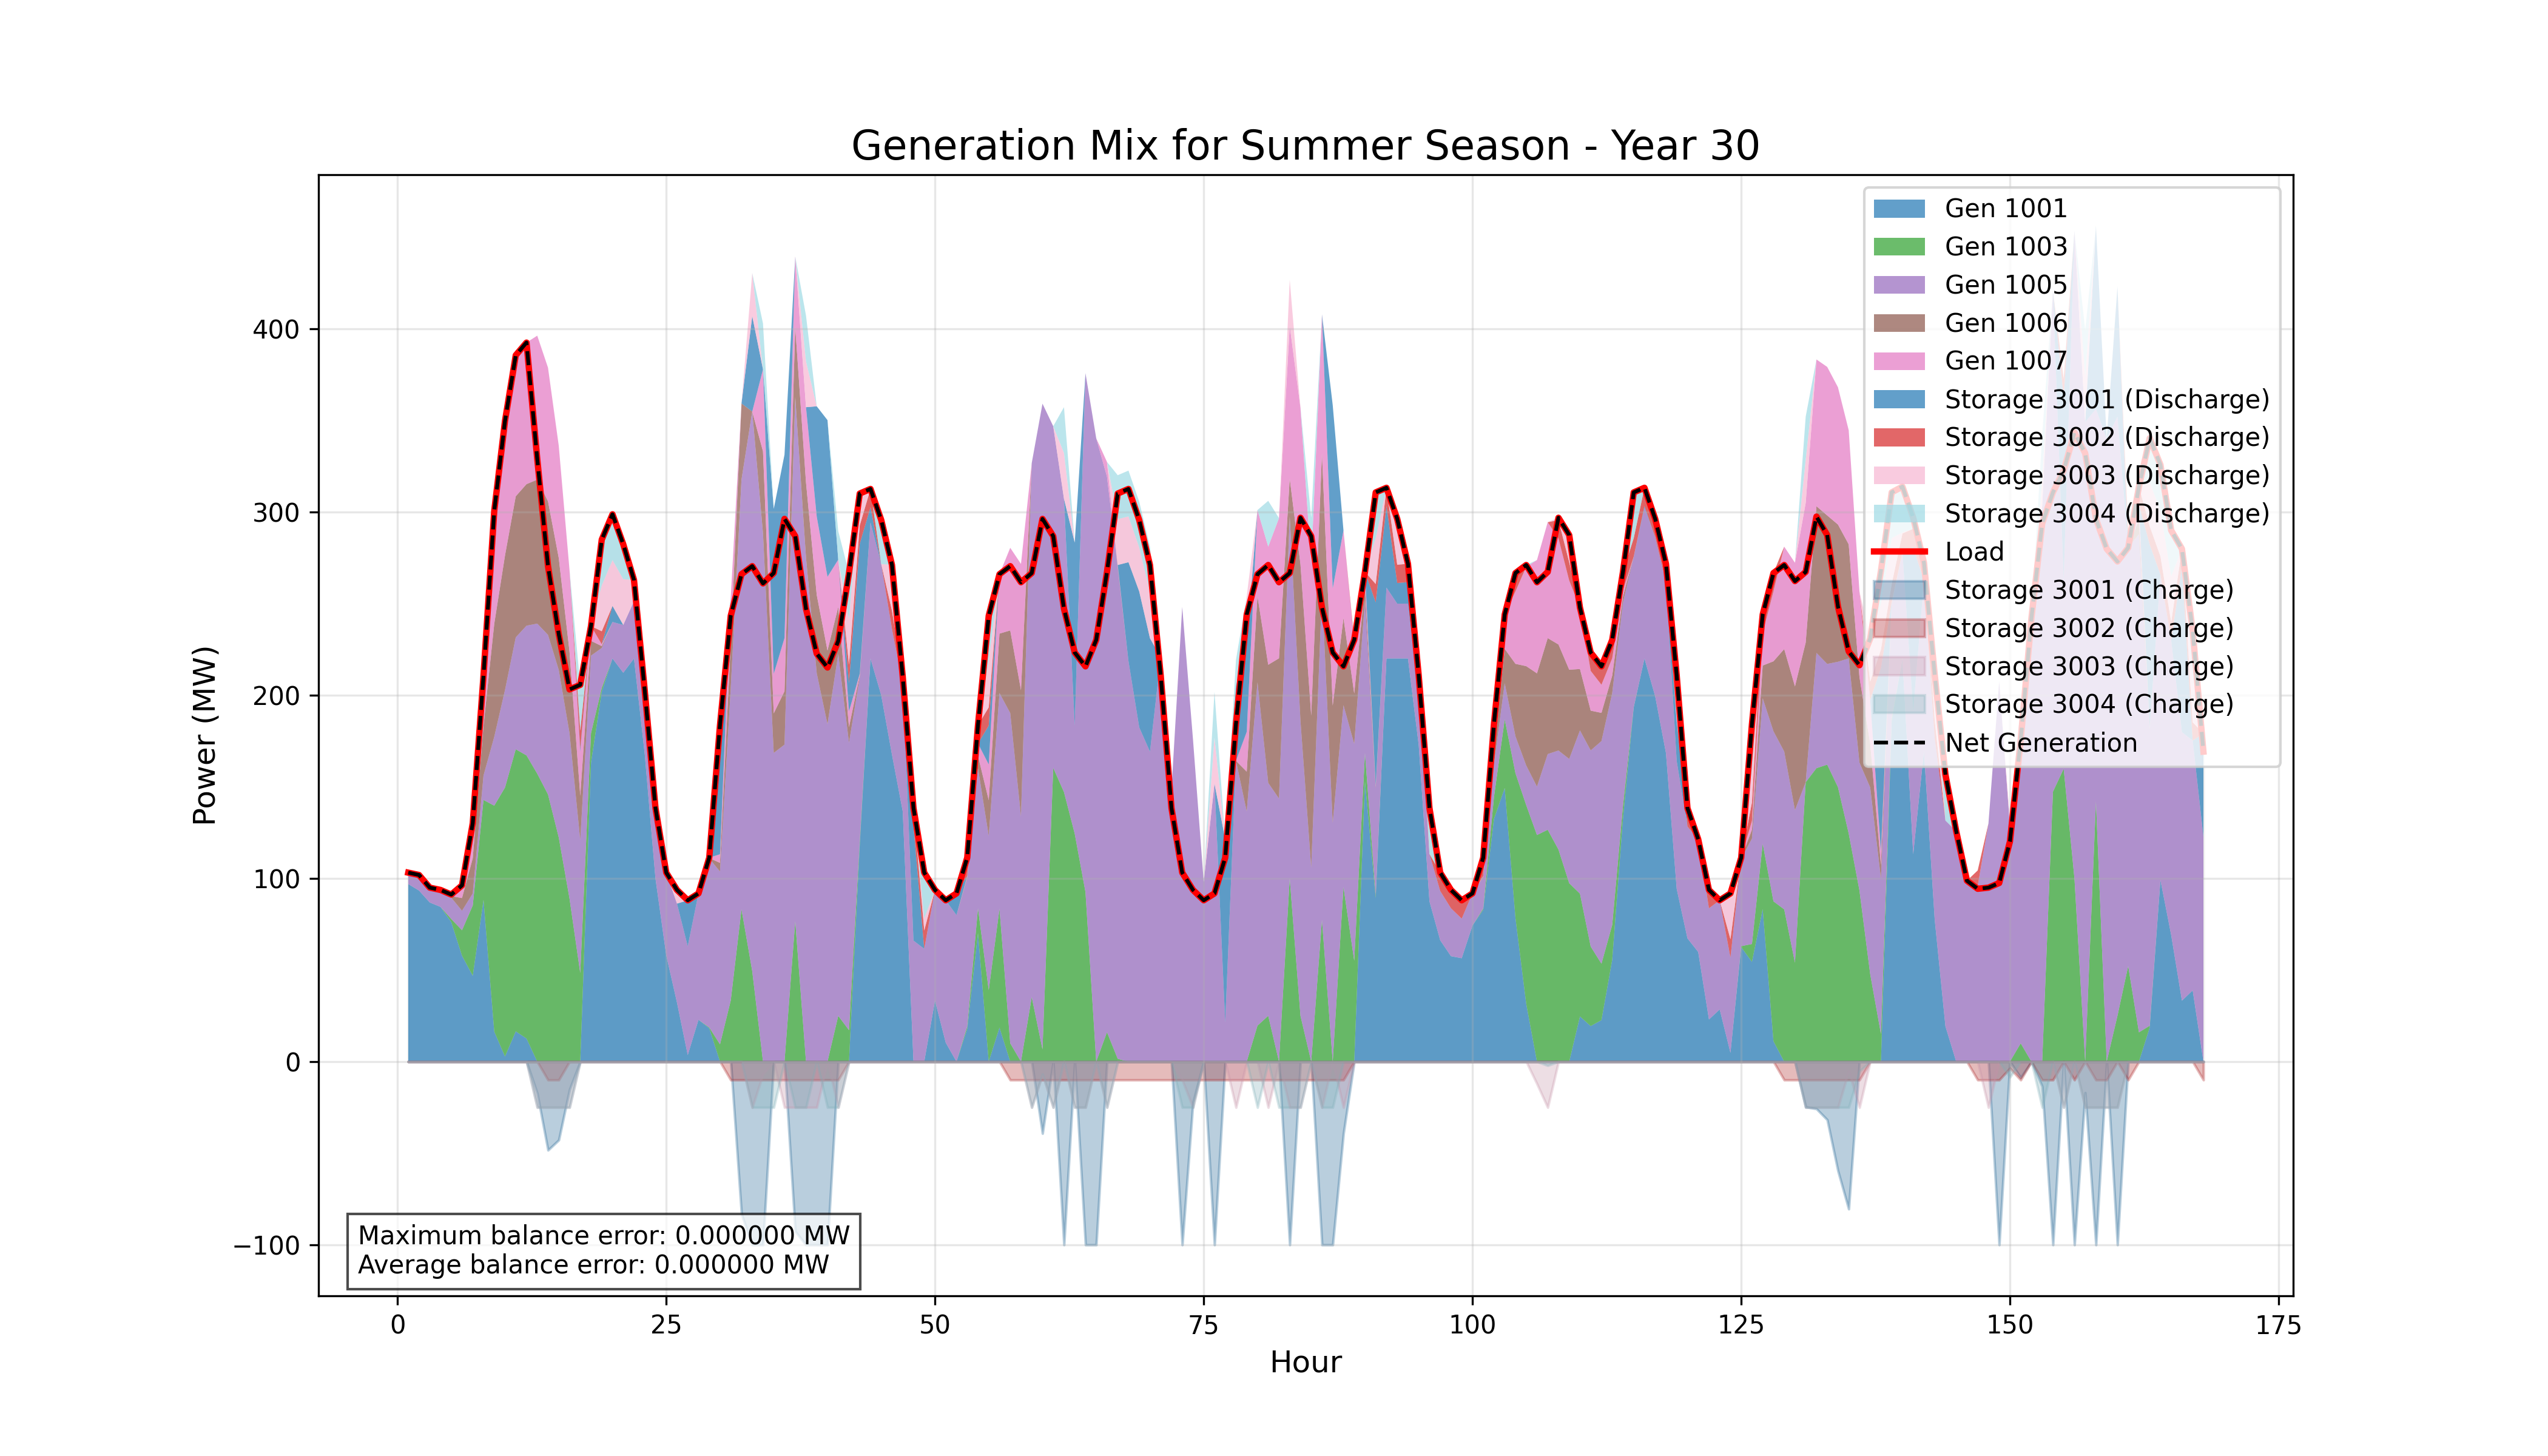 Generation Mix for Summer Season - Year 30
Power (MW)
400
300
200
100
0
−100
Gen 1001
Gen 1003
Gen 1005
Gen 1006
Gen 1007
Storage 3001 (Discharge)
Storage 3002 (Discharge)
Storage 3003 (Discharge)
Storage 3004 (Discharge)
Load
Storage 3001 (Charge)
Storage 3002 (Charge)
Storage 3003 (Charge)
Storage 3004 (Charge)
Net Generation
Maximum balance error: 0.000000 MW
Average balance error: 0.000000 MW
0 25 50 75 100 125 150 175
Hour